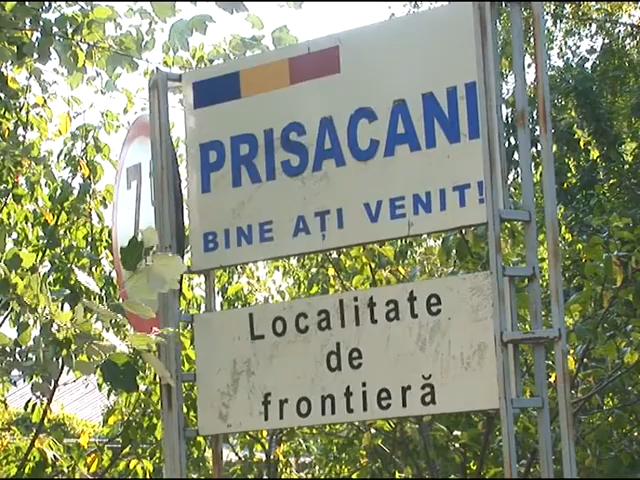 PRISACANI
BINE AȚI VENIT!
Localitate
de
frontieră